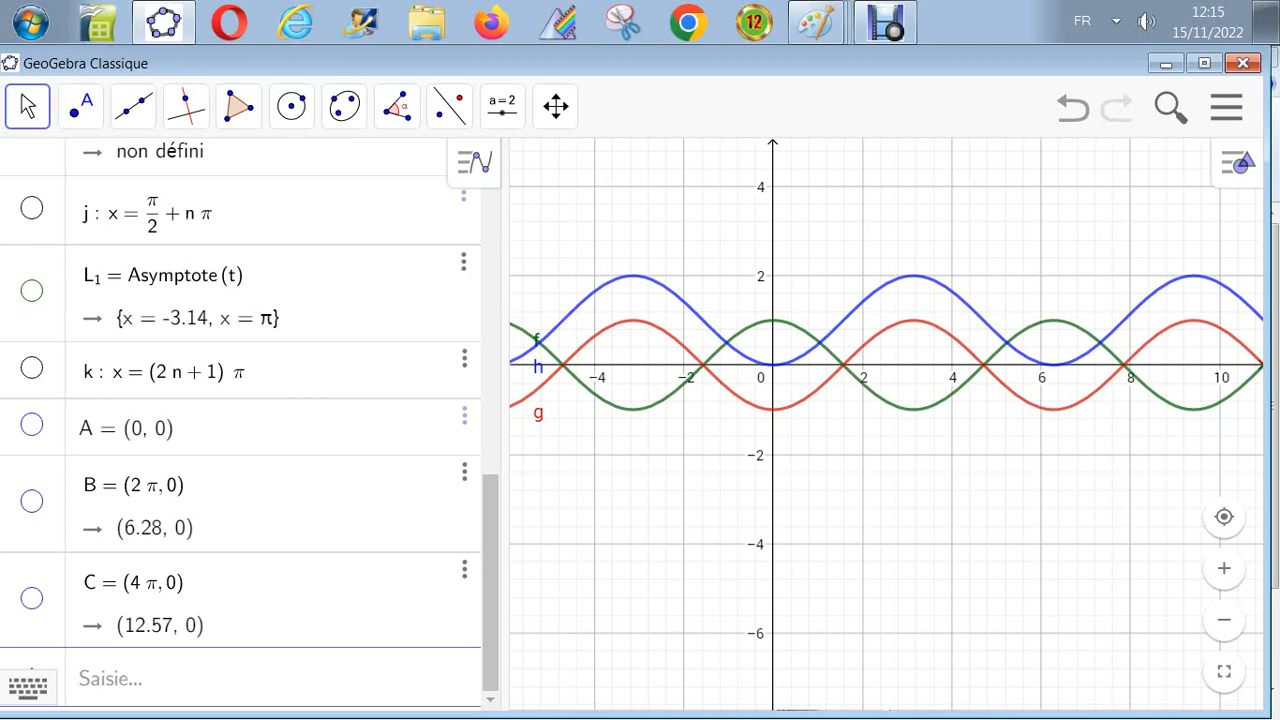 FR
12:15
15/11/2022
12
GeoGebra Classique
A
α
a=2
→ non défini
j : x = π/2 + n π
L₁ = Asymptote (t)
→ {x = -3.14, x = π}
k : x = (2 n + 1) π
A = (0, 0)
B = (2 π, 0)
→ (6.28, 0)
C = (4 π, 0)
→ (12.57, 0)
Saisie...
4
2
f
h
−4 −2 0 2 4 6 8 10
g
−2
−4
−6